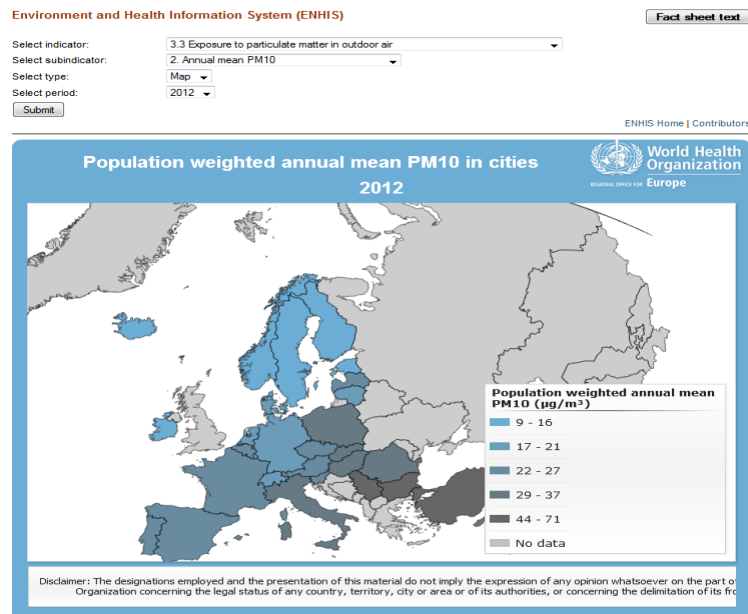 Environment and Health Information System (ENHIS)
Fact sheet text
Select indicator: 3.3 Exposure to particulate matter in outdoor air
Select subindicator: 2. Annual mean PM10
Select type: Map
Select period: 2012
Submit
ENHIS Home | Contributors
Population weighted annual mean PM10 in cities
2012
World Health
Organization
REGIONAL OFFICE FOR Europe
Population weighted annual mean
PM10 (µg/m³)
9 - 16
17 - 21
22 - 27
29 - 37
44 - 71
No data
Disclaimer: The designations employed and the presentation of this material do not imply the expression of any opinion whatsoever on the part of
Organization concerning the legal status of any country, territory, city or area or of its authorities, or concerning the delimitation of its fro